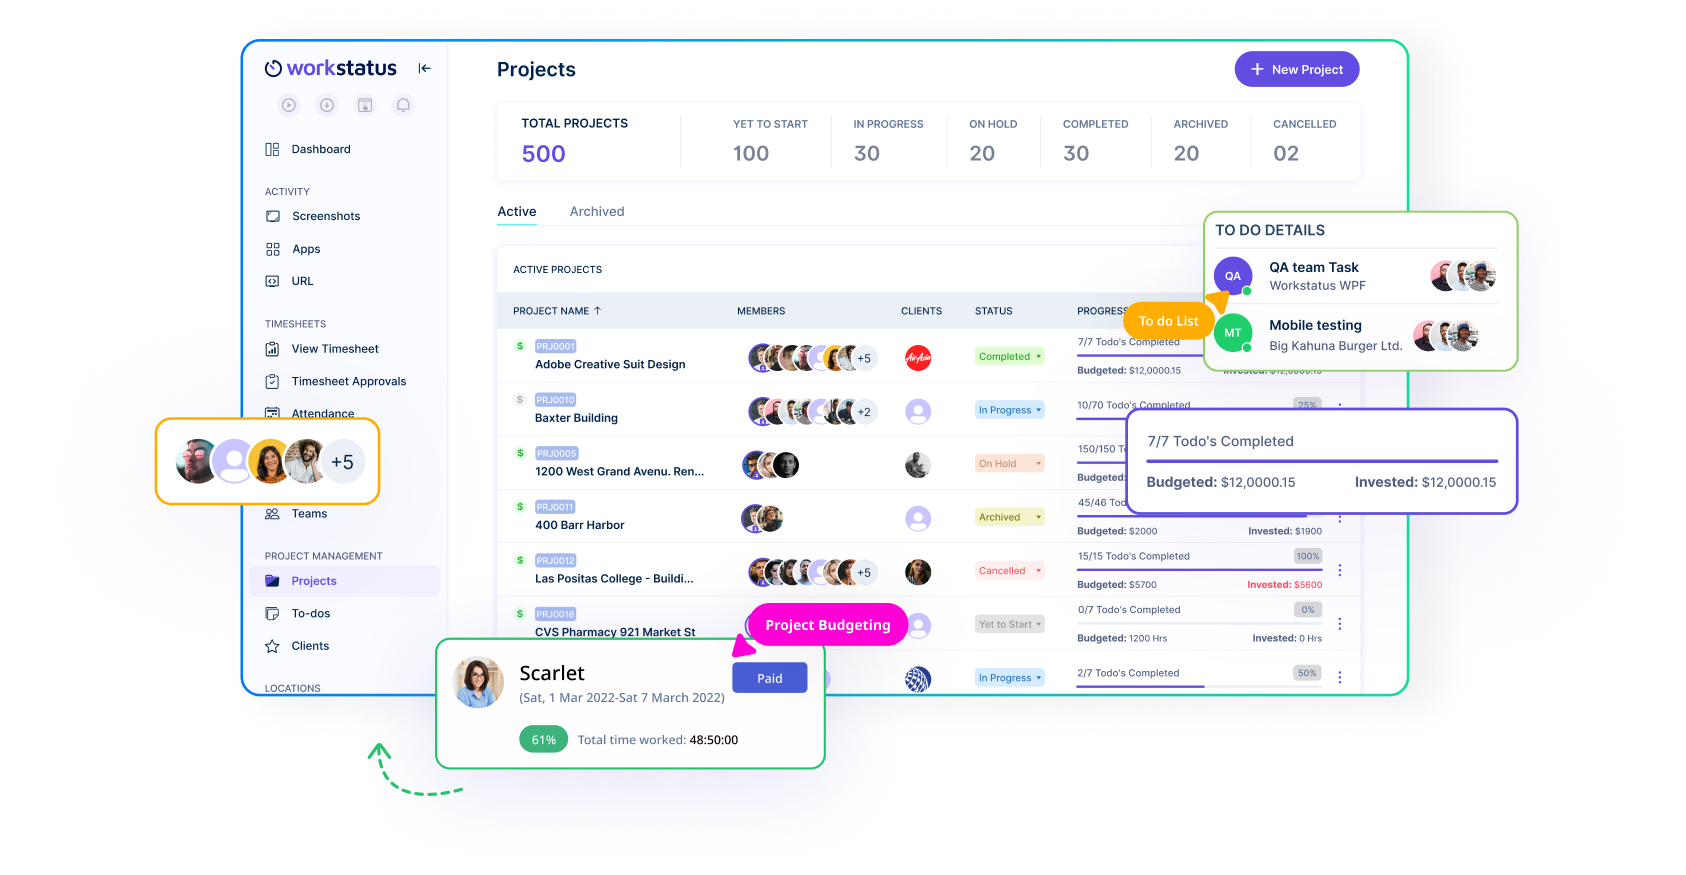 workstatus
Dashboard
ACTIVITY
Screenshots
Apps
URL
TIMESHEETS
View Timesheet
Timesheet Approvals
Attendance
+5
Teams
PROJECT MANAGEMENT
Projects
To-dos
Clients
LOCATIONS
Projects
+ New Project
TOTAL PROJECTS YET TO START IN PROGRESS ON HOLD COMPLETED ARCHIVED CANCELLED
500 100 30 20 30 20 02
Active Archived
ACTIVE PROJECTS
PROJECT NAME ↑ MEMBERS CLIENTS STATUS PROGRESS
$ PRJ0001
Adobe Creative Suit Design
+5
AirAsia
Completed
7/7 Todo's Completed
Budgeted: $12,0000.15 Invested: $12,0000.15
$ PRJ0010
Baxter Building
+2
In Progress
10/70 Todo's Completed 25%
$ PRJ0005
1200 West Grand Avenu. Ren...
On Hold
150/150 To
Budgeted:
$ PRJ0011
400 Barr Harbor
Archived
45/46 Tod
Budgeted: $2000 Invested: $1900
$ PRJ0012
Las Positas College - Buildi...
+5
Cancelled
15/15 Todo's Completed 100%
Budgeted: $5700 Invested: $5600
$ PRJ0018
CVS Pharmacy 921 Market St
Yet to Start
0/7 Todo's Completed 0%
Budgeted: 1200 Hrs Invested: 0 Hrs
In Progress
2/7 Todo's Completed 50%
TO DO DETAILS
QA
QA team Task
Workstatus WPF
To do List
MT
Mobile testing
Big Kahuna Burger Ltd.
7/7 Todo's Completed
Budgeted: $12,0000.15 Invested: $12,0000.15
Project Budgeting
Scarlet
(Sat, 1 Mar 2022-Sat 7 March 2022)
Paid
61% Total time worked: 48:50:00